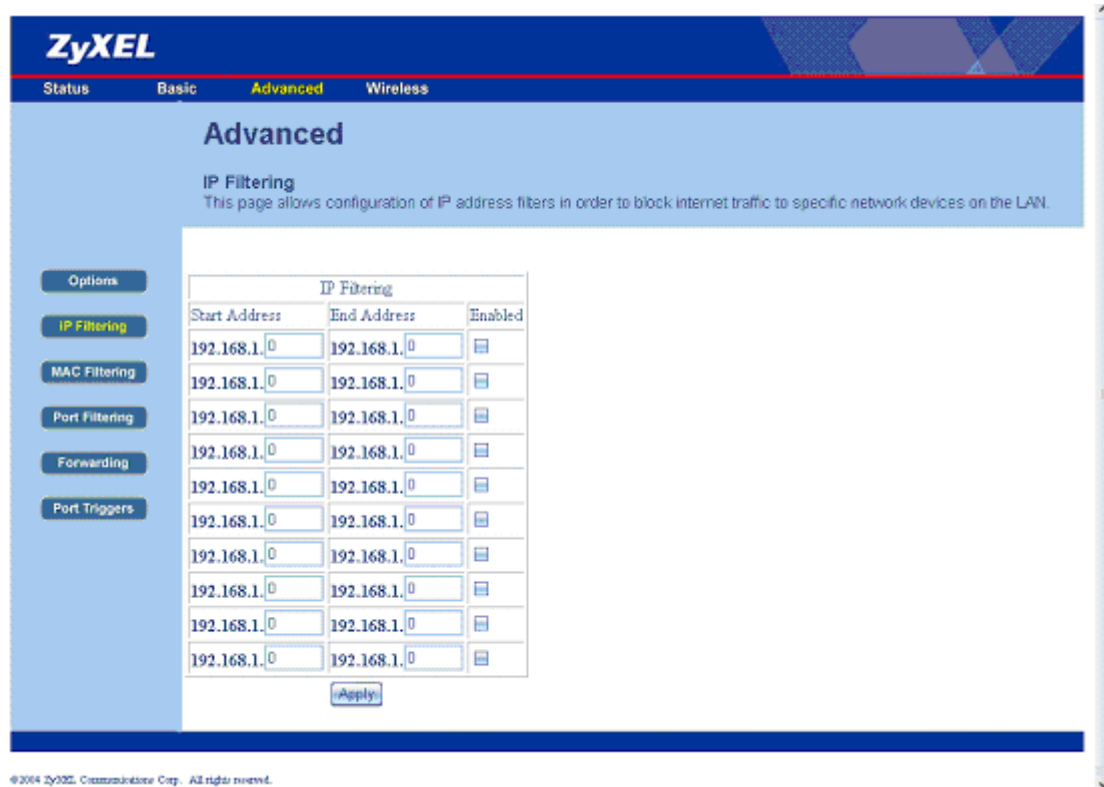 ZyXEL
Status Basic Advanced Wireless
Advanced
IP Filtering
This page allows configuration of IP address filters in order to block internet traffic to specific network devices on the LAN.
Options
IP Filtering
MAC Filtering
Port Filtering
Forwarding
Port Triggers
IP Filtering
Start Address End Address Enabled
192.168.1. 0 192.168.1. 0
192.168.1. 0 192.168.1. 0
192.168.1. 0 192.168.1. 0
192.168.1. 0 192.168.1. 0
192.168.1. 0 192.168.1. 0
192.168.1. 0 192.168.1. 0
192.168.1. 0 192.168.1. 0
192.168.1. 0 192.168.1. 0
192.168.1. 0 192.168.1. 0
192.168.1. 0 192.168.1. 0
Apply
©2004 ZyXEL Communications Corp. All rights reserved.